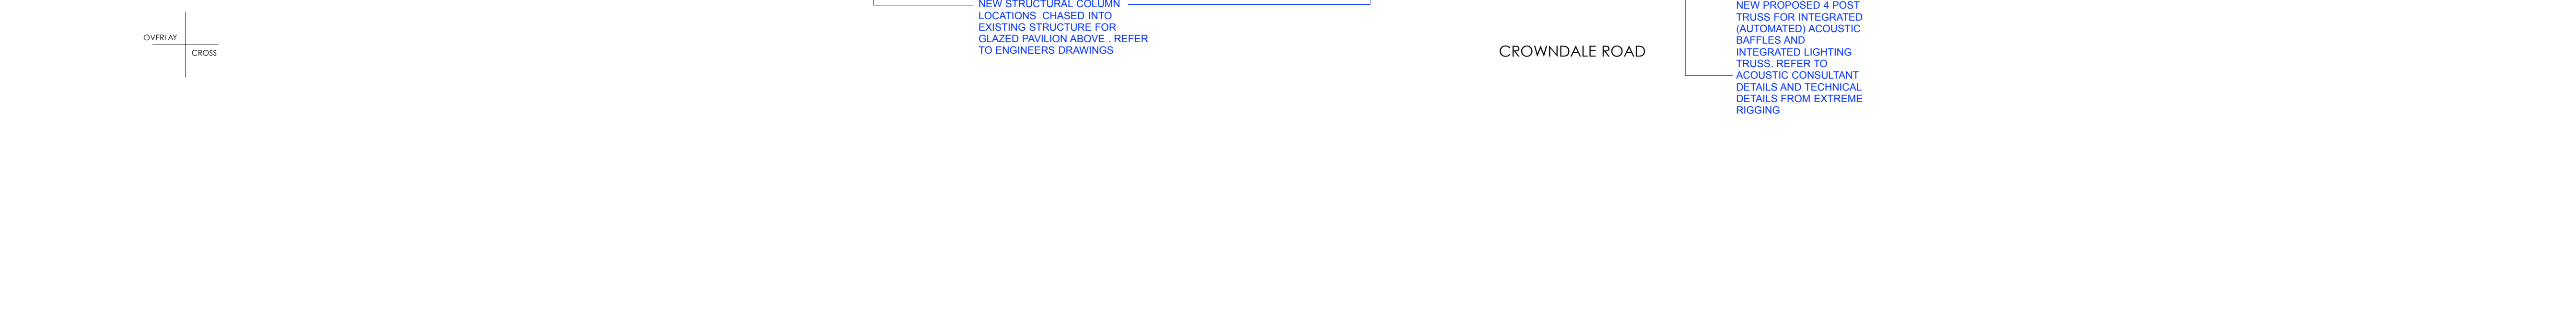 OVERLAY
CROSS
NEW STRUCTURAL COLUMN
LOCATIONS  CHASED INTO
EXISTING STRUCTURE FOR
GLAZED PAVILION ABOVE . REFER
TO ENGINEERS DRAWINGS
CROWNDALE ROAD
NEW PROPOSED 4 POST
TRUSS FOR INTEGRATED
(AUTOMATED) ACOUSTIC
BAFFLES AND
INTEGRATED LIGHTING
TRUSS. REFER TO
ACOUSTIC CONSULTANT
DETAILS AND TECHNICAL
DETAILS FROM EXTREME
RIGGING